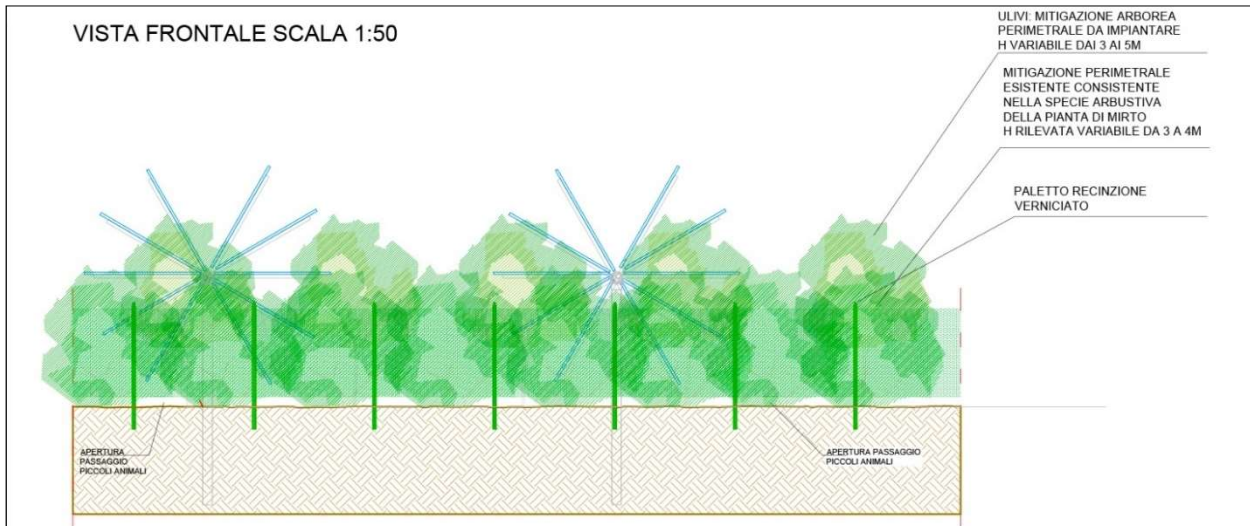 VISTA FRONTALE SCALA 1:50
ULIVI: MITIGAZIONE ARBOREA
PERIMETRALE DA IMPIANTARE
H VARIABILE DAI 3 AI 5M
MITIGAZIONE PERIMETRALE
ESISTENTE CONSISTENTE
NELLA SPECIE ARBUSTIVA
DELLA PIANTA DI MIRTO
H RILEVATA VARIABILE DA 3 A 4M
PALETTO RECINZIONE
VERNICIATO
APERTURA
PASSAGGIO
PICCOLI ANIMALI
APERTURA PASSAGGIO
PICCOLI ANIMALI